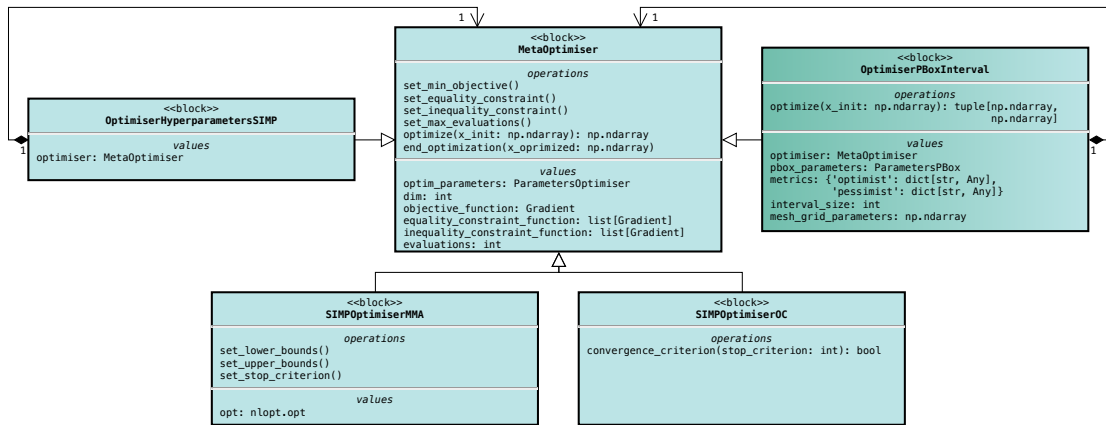 1
1
<<block>>
MetaOptimiser
operations
set_min_objective()
set_equality_constraint()
set_inequality_constraint()
set_max_evaluations()
optimize(x_init: np.ndarray): np.ndarray
end_optimization(x_oprimized: np.ndarray)
values
optim_parameters: ParametersOptimiser
dim: int
objective_function: Gradient
equality_constraint_function: list[Gradient]
inequality_constraint_function: list[Gradient]
evaluations: int
<<block>>
OptimiserHyperparametersSIMP
values
optimiser: MetaOptimiser
1
<<block>>
OptimiserPBoxInterval
operations
optimize(x_init: np.ndarray): tuple[np.ndarray,
np.ndarray]
values
optimiser: MetaOptimiser
pbox_parameters: ParametersPBox
metrics: {'optimist': dict[str, Any],
'pessimist': dict[str, Any]}
interval_size: int
mesh_grid_parameters: np.ndarray
1
<<block>>
SIMPOptimiserMMA
operations
set_lower_bounds()
set_upper_bounds()
set_stop_criterion()
values
opt: nlopt.opt
<<block>>
SIMPOptimiserOC
operations
convergence_criterion(stop_criterion: int): bool